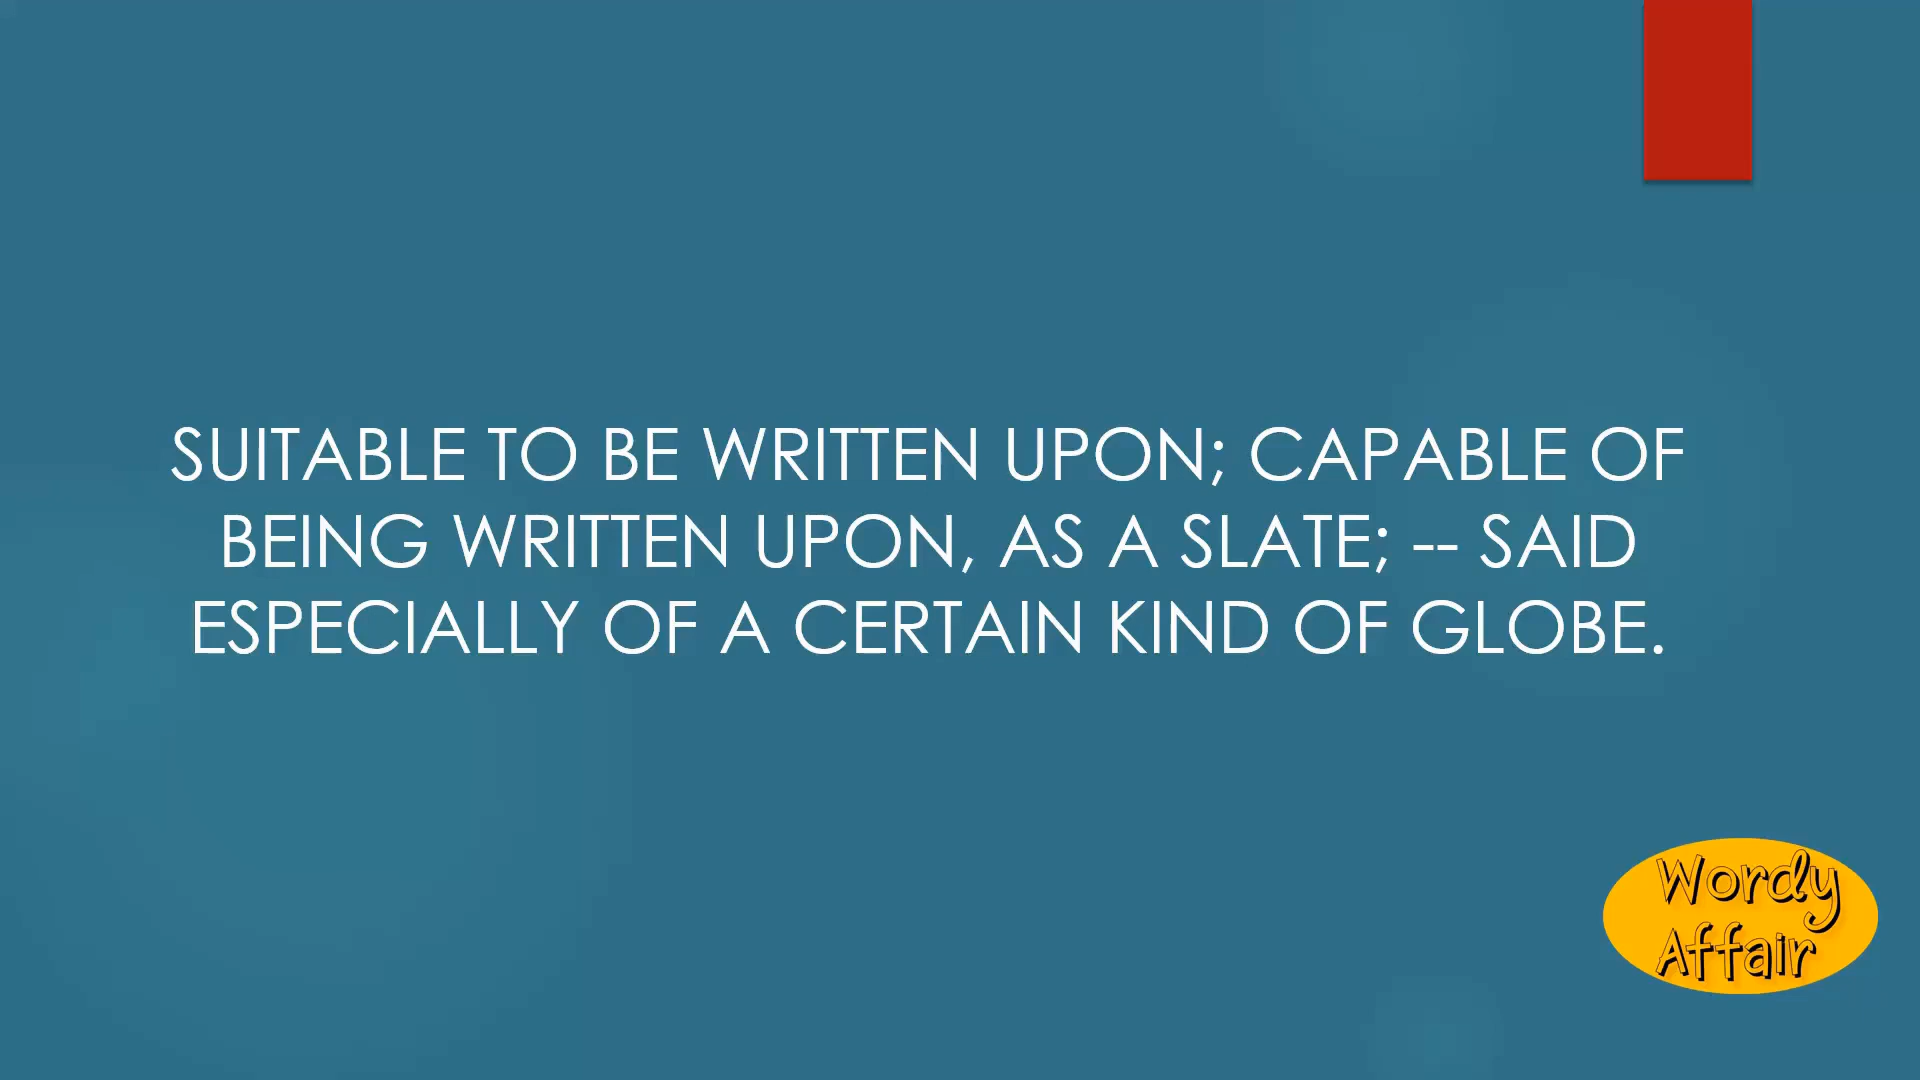 SUITABLE TO BE WRITTEN UPON; CAPABLE OF
BEING WRITTEN UPON, AS A SLATE; -- SAID
ESPECIALLY OF A CERTAIN KIND OF GLOBE.
Wordy
Affair